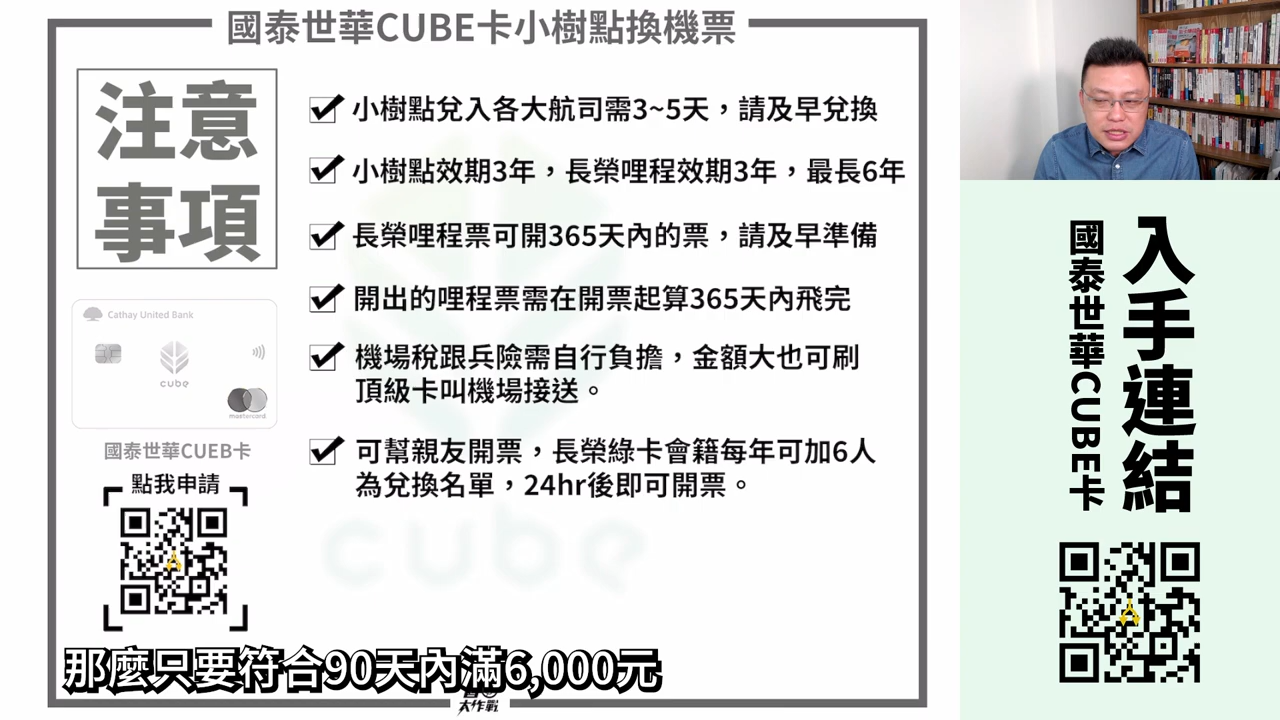 國泰世華CUBE卡小樹點換機票
注意
事項
小樹點兌入各大航司需3~5天，請及早兌換
小樹點效期3年，長榮哩程效期3年，最長6年
長榮哩程票可開365天內的票，請及早準備
開出的哩程票需在開票起算365天內飛完
機場稅跟兵險需自行負擔，金額大也可刷
頂級卡叫機場接送。
可幫親友開票，長榮綠卡會籍每年可加6人
為兌換名單，24hr後即可開票。
Cathay United Bank
cube
mastercard
國泰世華CUEB卡
點我申請
cube
那麼只要符合90天內滿6,000元
大作戰
入手連結
國泰世華CUBE卡